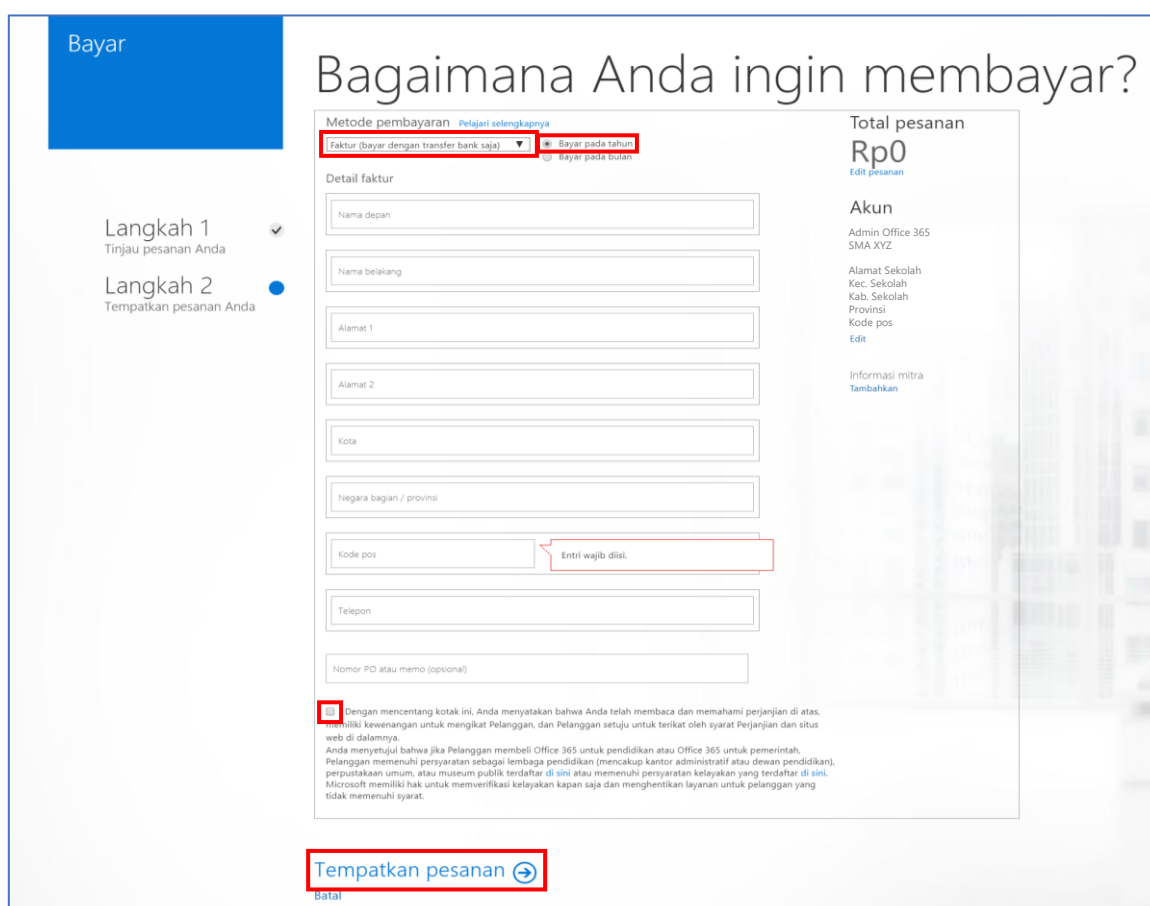 Bayar
Bagaimana Anda ingin membayar?
Langkah 1
Tinjau pesanan Anda
Langkah 2
Tempatkan pesanan Anda
Metode pembayaran Pelajari selengkapnya
Faktur (bayar dengan transfer bank saja) ▼
Bayar pada tahun
Bayar pada bulan
Detail faktur
Nama depan
Nama belakang
Alamat 1
Alamat 2
Kota
Negara bagian / provinsi
Kode pos
Entri wajib diisi.
Telepon
Nomor PO atau memo (opsional)
Dengan mencentang kotak ini, Anda menyatakan bahwa Anda telah membaca dan memahami perjanjian di atas,
memiliki kewenangan untuk mengikat Pelanggan, dan Pelanggan setuju untuk terikat oleh syarat Perjanjian dan situs
web di dalamnya.
Anda menyetujui bahwa jika Pelanggan membeli Office 365 untuk pendidikan atau Office 365 untuk pemerintah,
Pelanggan memenuhi persyaratan sebagai lembaga pendidikan (mencakup kantor administratif atau dewan pendidikan),
perpustakaan umum, atau museum publik terdaftar di sini atau memenuhi persyaratan kelayakan yang terdaftar di sini.
Microsoft memiliki hak untuk memverifikasi kelayakan kapan saja dan menghentikan layanan untuk pelanggan yang
tidak memenuhi syarat.
Total pesanan
Rp0
Edit pesanan
Akun
Admin Office 365
SMA XYZ
Alamat Sekolah
Kec. Sekolah
Kab. Sekolah
Provinsi
Kode pos
Edit
Informasi mitra
Tambahkan
Tempatkan pesanan
Batal